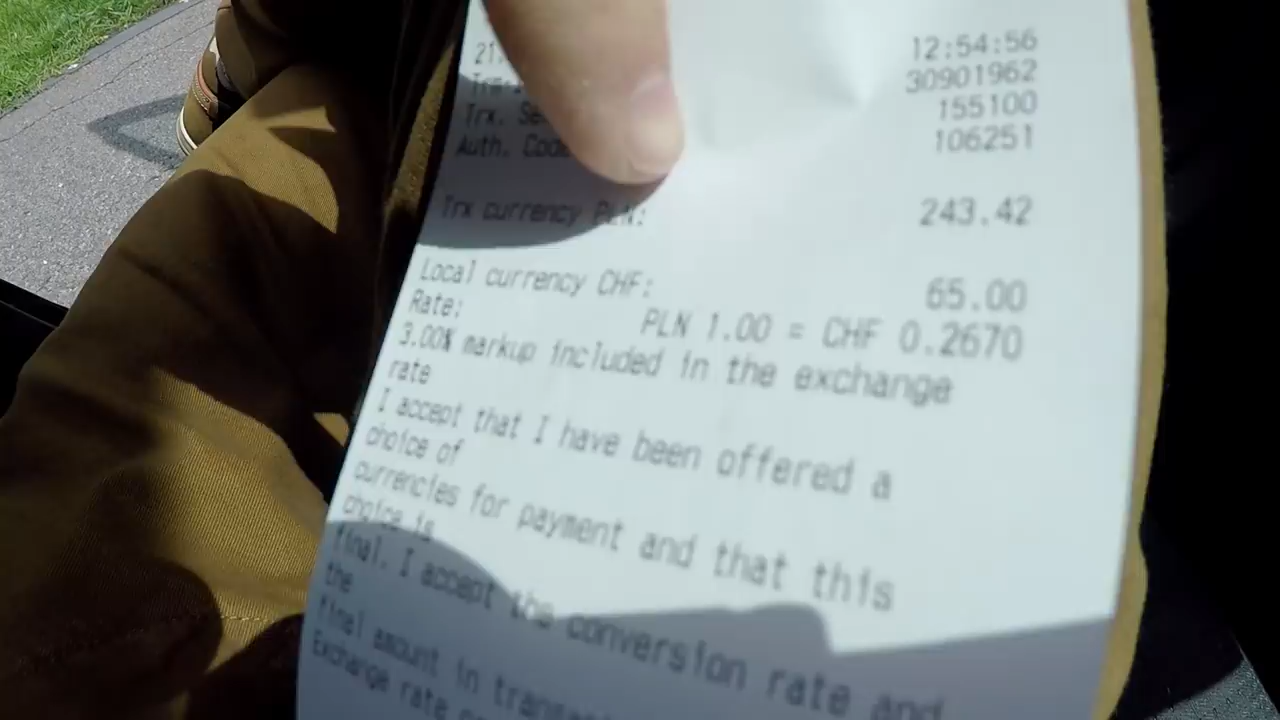 21. 12:54:56
30901962
Trx. Se 155100
Auth. Code 106251
Trx currency PLN: 243.42
Local currency CHF: 65.00
Rate: PLN 1.00 = CHF 0.2670
3.00% markup included in the exchange
rate
I accept that I have been offered a
choice of
currencies for payment and that this
choice is
final. I accept the conversion rate and
the
final amount in
Exchange rate